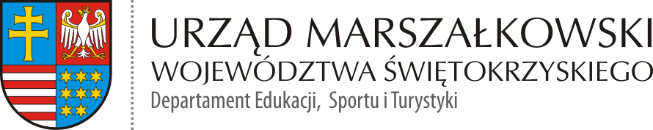 URZĄD MARSZAŁKOWSKI
WOJEWÓDZTWA ŚWIĘTOKRZYSKIEGO
Departament Edukacji, Sportu i Turystyki